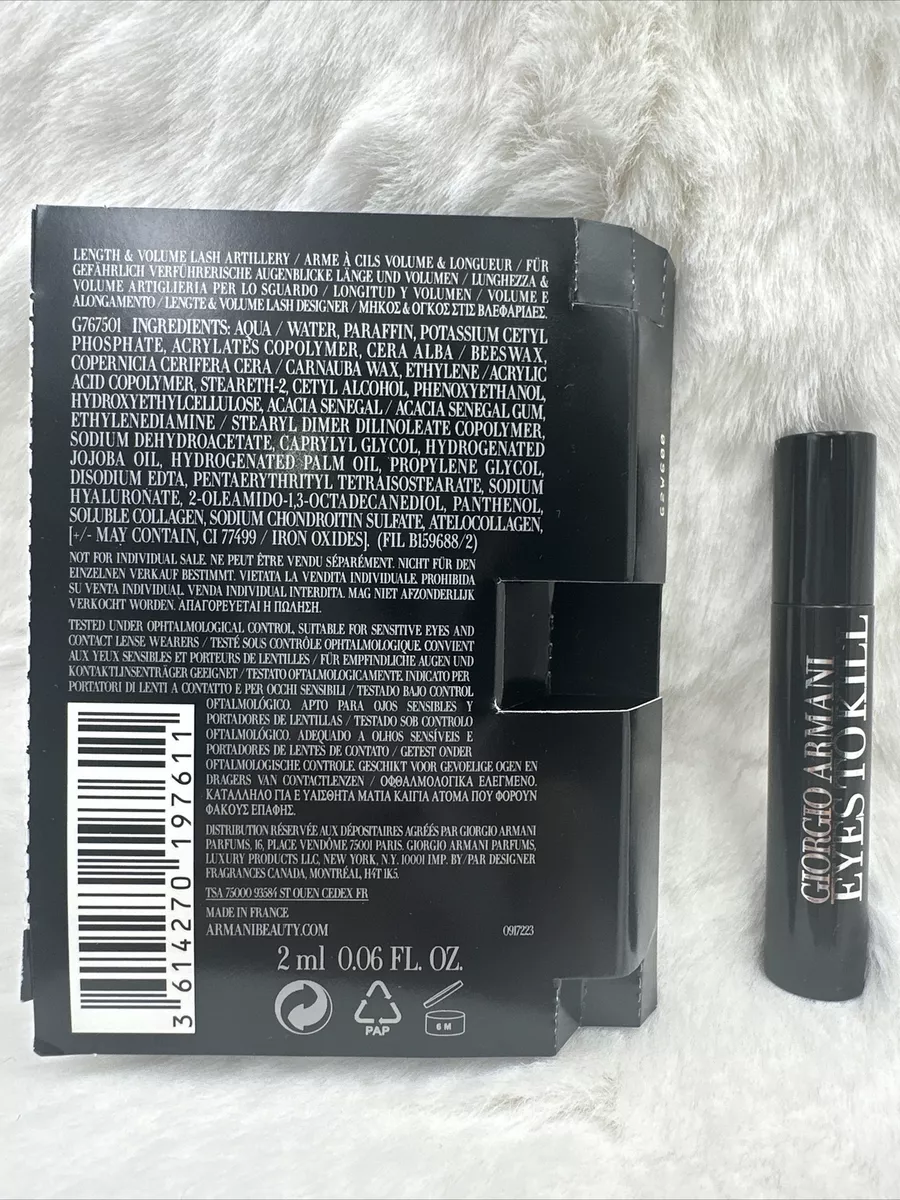 LENGTH & VOLUME LASH ARTILLERY / ARME À CILS VOLUME & LONGUEUR / FÜR
GEFÄHRLICH VERFÜHRERISCHE AUGENBLICKE LÄNGE UND VOLUMEN / LUNGHEZZA &
VOLUME ARTIGLIERIA PER LO SGUARDO / LONGITUD Y VOLUMEN / VOLUME E
ALONGAMENTO / LENGTE & VOLUME LASH DESIGNER / ΜΗΚΟΣ & ΟΓΚΟΣ ΣΤΙΣ ΒΛΕΦΑΡΙΔΕΣ.
G767501 INGREDIENTS: AQUA / WATER, PARAFFIN, POTASSIUM CETYL
PHOSPHATE, ACRYLATES COPOLYMER, CERA ALBA / BEESWAX,
COPERNICIA CERIFERA CERA / CARNAUBA WAX, ETHYLENE /ACRYLIC
ACID COPOLYMER, STEARETH-2, CETYL ALCOHOL, PHENOXYETHANOL,
HYDROXYETHYLCELLULOSE, ACACIA SENEGAL / ACACIA SENEGAL GUM,
ETHYLENEDIAMINE / STEARYL DIMER DILINOLEATE COPOLYMER,
SODIUM DEHYDROACETATE, CAPRYLYL GLYCOL, HYDROGENATED
JOJOBA OIL, HYDROGENATED PALM OIL, PROPYLENE GLYCOL,
DISODIUM EDTA, PENTAERYTHRITYL TETRAISOSTEARATE, SODIUM
HYALURONATE, 2-OLEAMIDO-1,3-OCTADECANEDIOL, PANTHENOL,
SOLUBLE COLLAGEN, SODIUM CHONDROITIN SULFATE, ATELOCOLLAGEN,
[+/- MAY CONTAIN, CI 77499 / IRON OXIDES]. (FIL B159688/2)
NOT FOR INDIVIDUAL SALE. NE PEUT ÊTRE VENDU SÉPARÉMENT. NICHT FÜR DEN
EINZELNEN VERKAUF BESTIMMT. VIETATA LA VENDITA INDIVIDUALE. PROHIBIDA
SU VENTA INDIVIDUAL. VENDA INDIVIDUAL INTERDITA. MAG NIET AFZONDERLIJK
VERKOCHT WORDEN. ΑΠΑΓΟΡΕΥΕΤΑΙ Η ΠΩΛΗΣΗ.
TESTED UNDER OPHTALMOLOGICAL CONTROL, SUITABLE FOR SENSITIVE EYES AND
CONTACT LENSE WEARERS / TESTÉ SOUS CONTRÔLE OPHTALMOLOGIQUE. CONVIENT
AUX YEUX SENSIBLES ET PORTEURS DE LENTILLES / FÜR EMPFINDLICHE AUGEN UND
KONTAKTLINSENTRÄGER GEEIGNET / TESTATO OFTALMOLOGICAMENTE. INDICATO PER
PORTATORI DI LENTI A CONTATTO E PER OCCHI SENSIBILI / TESTADO BAJO CONTROL
OFTALMOLÓGICO. APTO PARA OJOS SENSIBLES Y
PORTADORES DE LENTILLAS / TESTADO SOB CONTROLO
OFTALMOLÓGICO. ADEQUADO A OLHOS SENSÍVEIS E
PORTADORES DE LENTES DE CONTATO / GETEST ONDER
OFTALMOLOGISCHE CONTROLE. GESCHIKT VOOR GEVOELIGE OGEN EN
DRAGERS VAN CONTACTLENZEN / ΟΦΘΑΛΜΟΛΟΓΙΚΑ ΕΛΕΓΜΕΝΟ.
ΚΑΤΑΛΛΗΛΟ ΓΙΑ Ε ΥΑΙΣΘΗΤΑ ΜΑΤΙΑ ΚΑΙ ΓΙΑ ΑΤΟΜΑ ΠΟΥ ΦΟΡΟΥΝ
ΦΑΚΟΥΣ ΕΠΑΦΗΣ.
DISTRIBUTION RÉSERVÉE AUX DÉPOSITAIRES AGRÉÉS PAR GIORGIO ARMANI
PARFUMS, 16, PLACE VENDÔME 75001 PARIS. GIORGIO ARMANI PARFUMS,
LUXURY PRODUCTS LLC, NEW YORK, N.Y. 10001 IMP. BY/PAR DESIGNER
FRAGRANCES CANADA, MONTRÉAL, H4T 1K5.
TSA 75000 93584 ST OUEN CEDEX FR
MADE IN FRANCE
ARMANIBEAUTY.COM 0917223
2 ml 0.06 FL. OZ.
PAP
6 M
3 614270 197611
GIORGIO ARMANI
EYES TO KILL